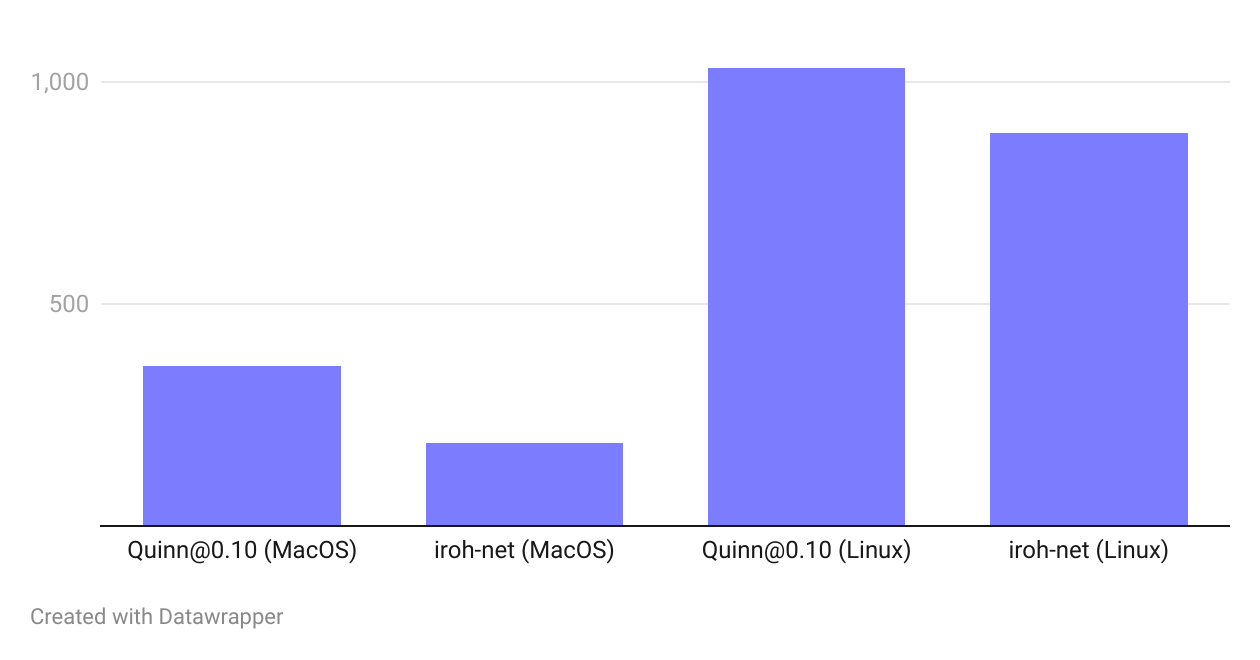 1,000
500
Quinn@0.10 (MacOS)
iroh-net (MacOS)
Quinn@0.10 (Linux)
iroh-net (Linux)
Created with Datawrapper